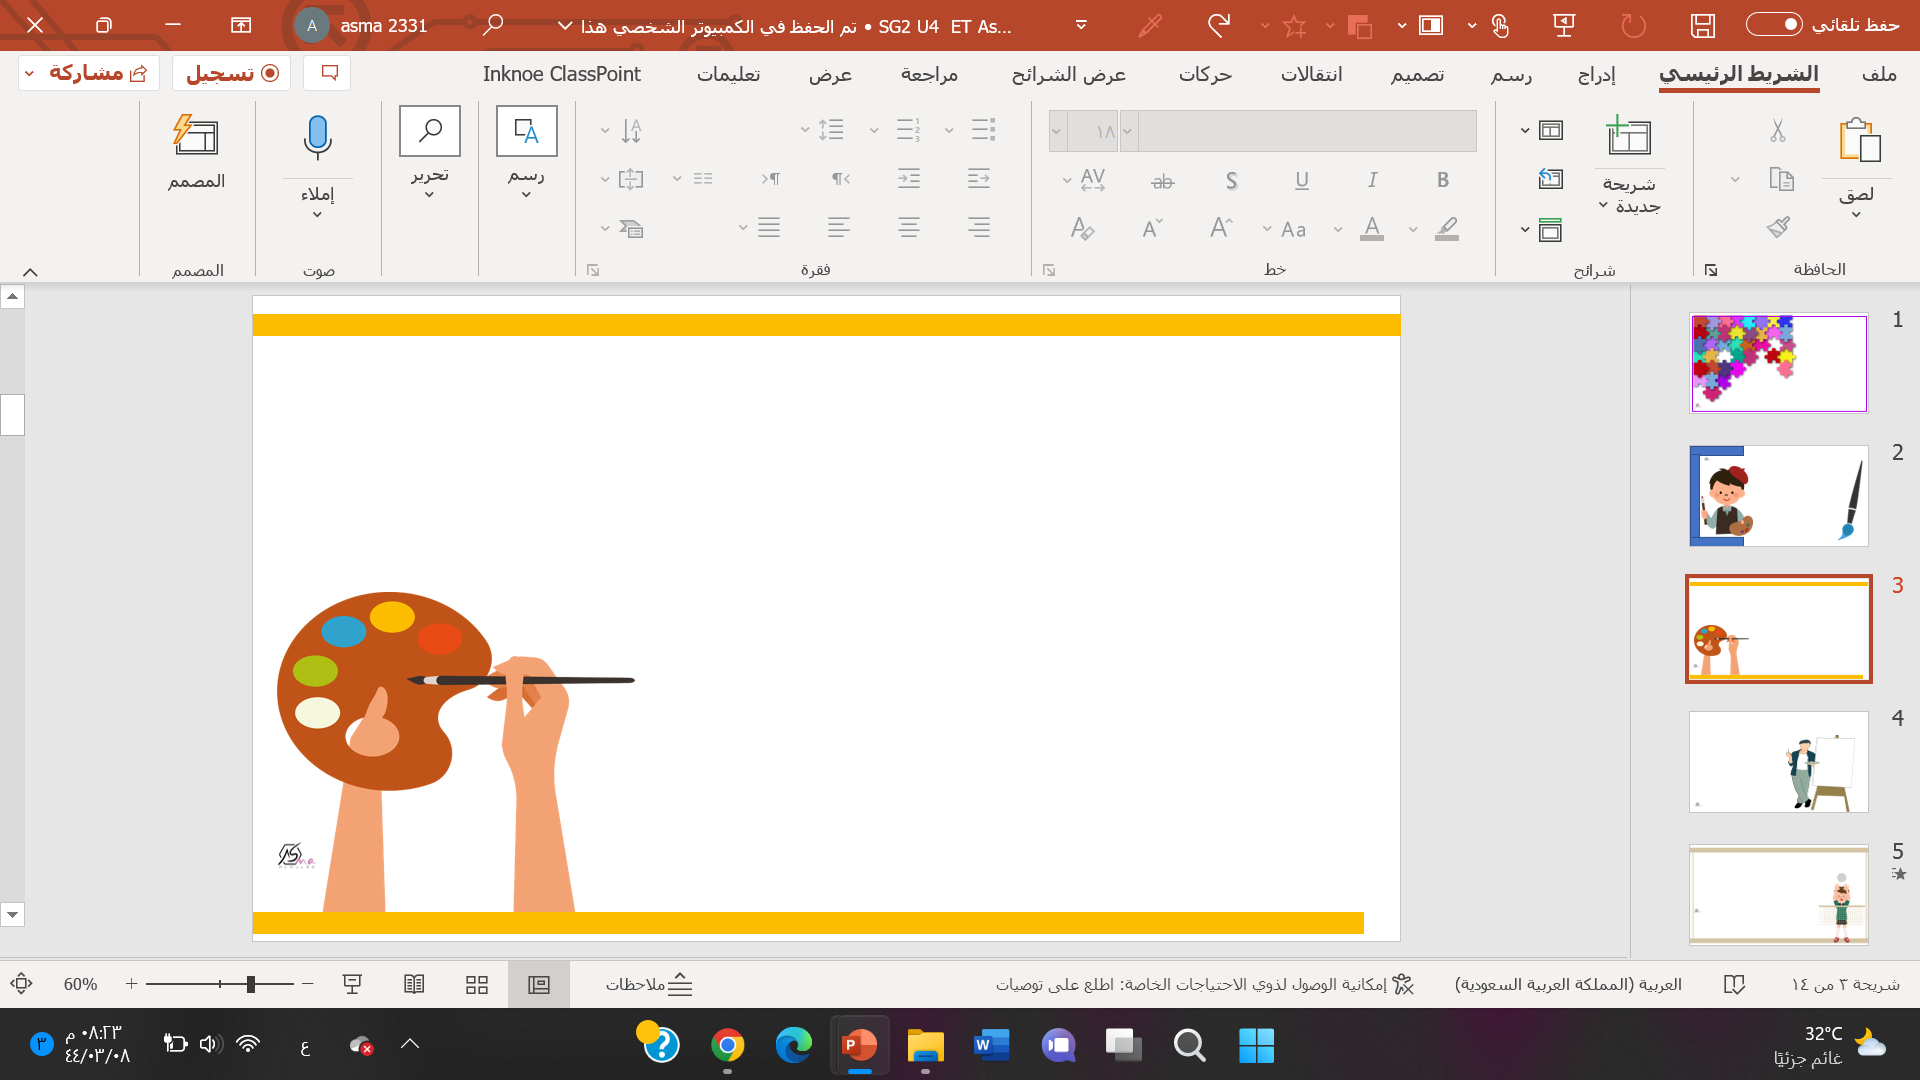 حفظ تلقائي
SG2 U4 ET As... • تم الحفظ في الكمبيوتر الشخصي هذا
asma 2331
A
ملف
الشريط الرئيسي
إدراج
رسم
تصميم
انتقالات
حركات
عرض الشرائح
مراجعة
عرض
تعليمات
Inknoe ClassPoint
تسجيل
مشاركة
لصق
الحافظة
شريحة
جديدة
شرائح
١٨
خط
فقرة
رسم
تحرير
إملاء
صوت
المصمم
المصمم
1
2
3
4
5
شريحة ٣ من ١٤
العربية (المملكة العربية السعودية)
إمكانية الوصول لذوي الاحتياجات الخاصة: اطلع على توصيات
ملاحظات
60%
32°C
غائم جزئيًا
ع
٠٨:٢٣ م
٤٤/٠٣/٠٨
٣